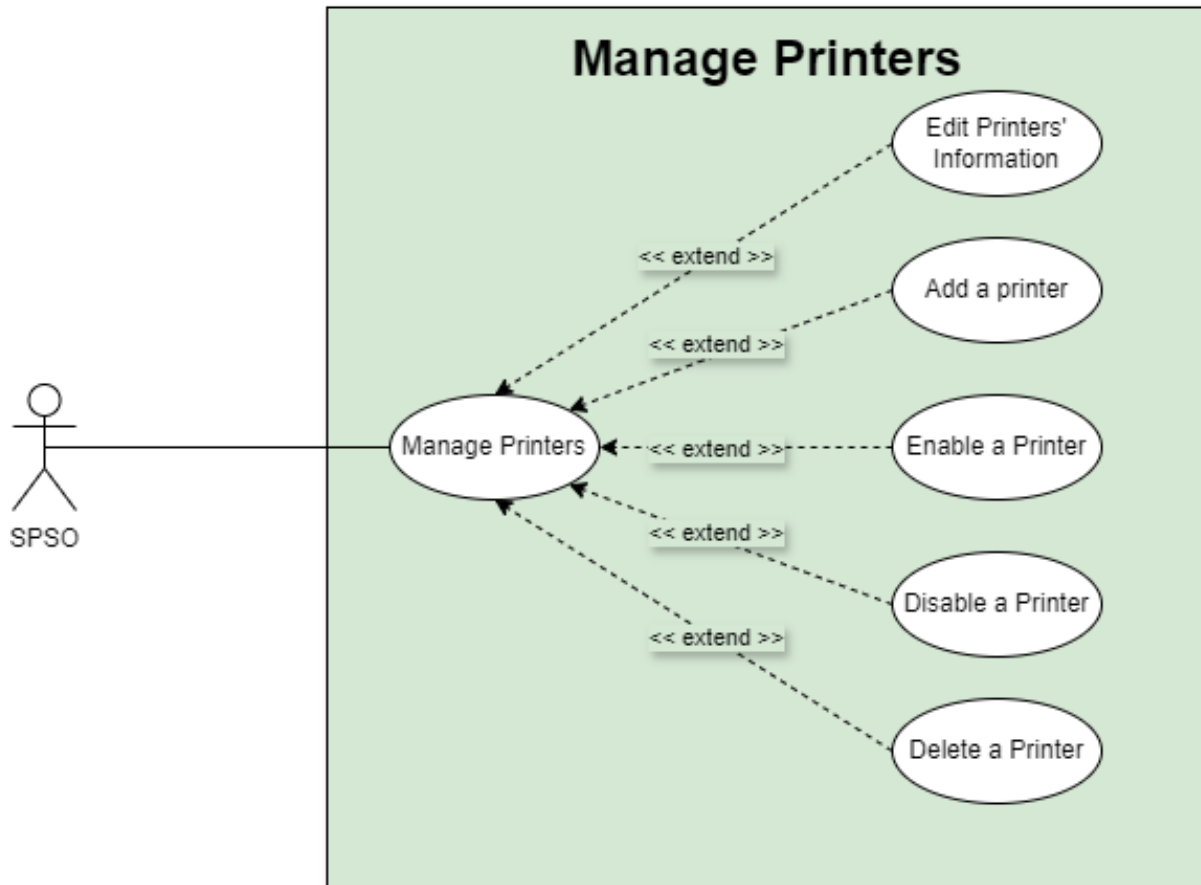 Manage Printers
Edit Printers'
Information
<< extend >>
Add a printer
<< extend >>
Manage Printers
<< extend >>
Enable a Printer
SPSO
<< extend >>
Disable a Printer
<< extend >>
Delete a Printer